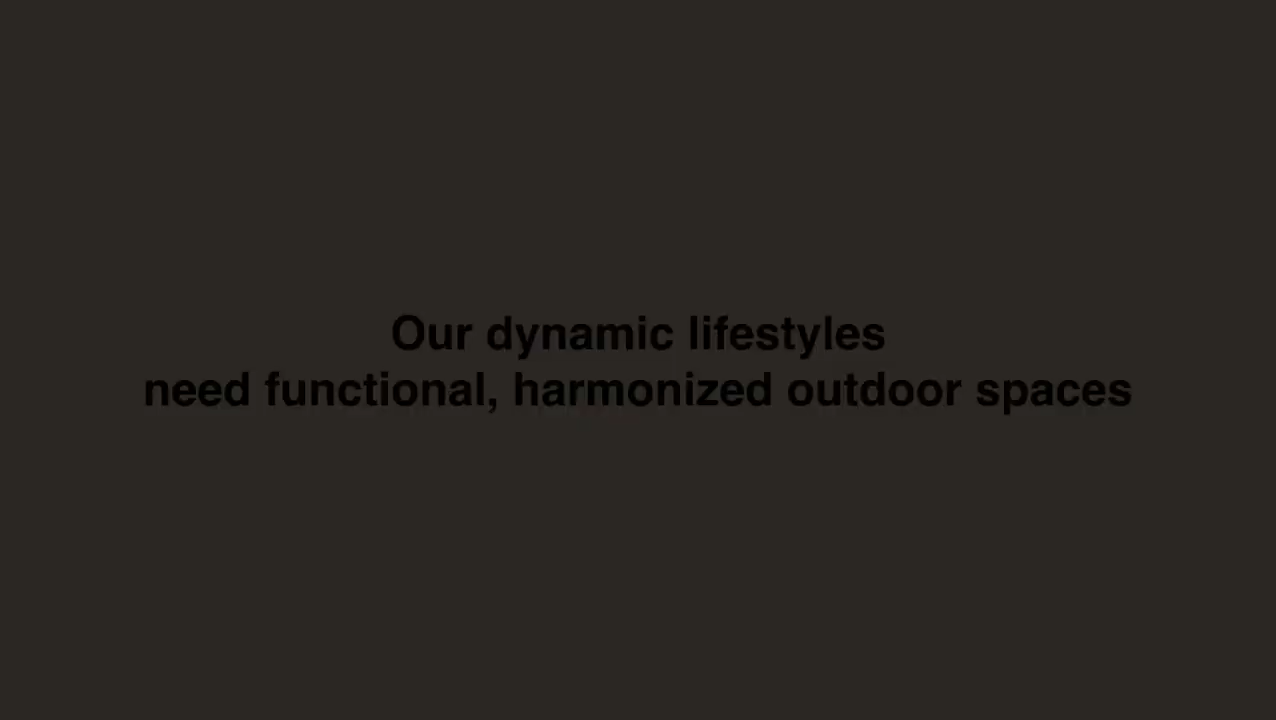 Our dynamic lifestyles
need functional, harmonized outdoor spaces